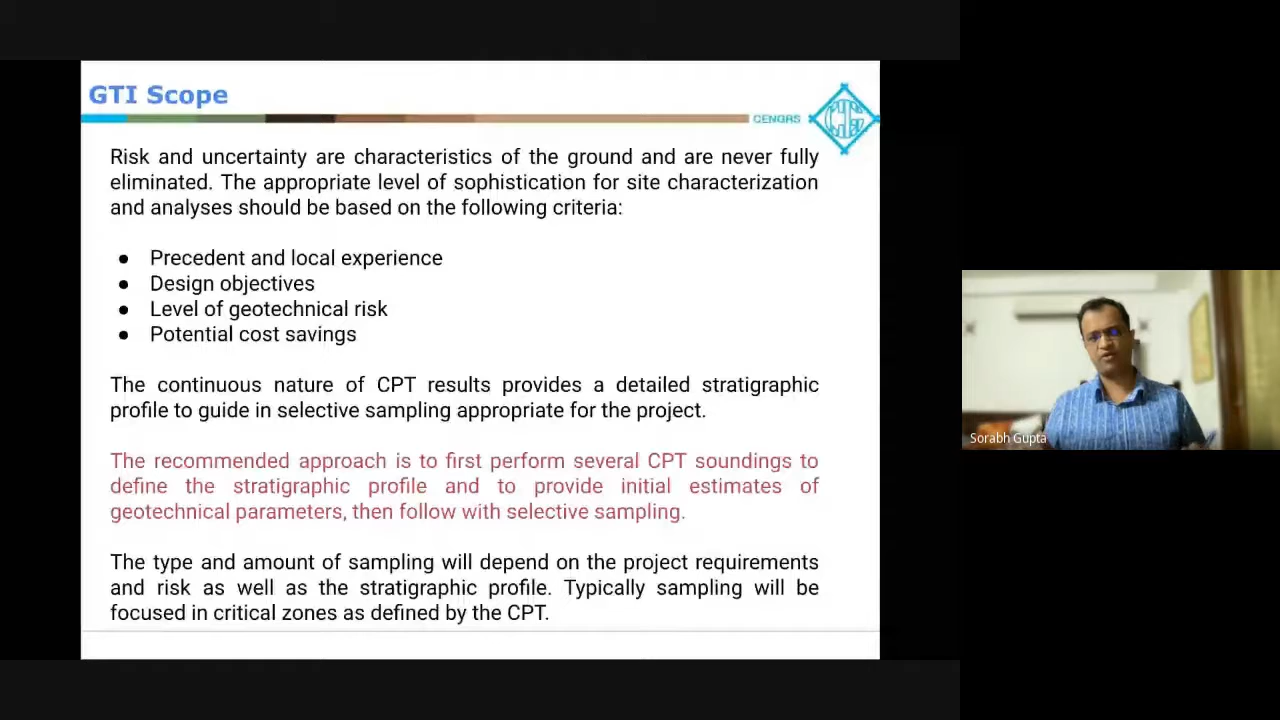 GTI Scope
CENGRS
Risk and uncertainty are characteristics of the ground and are never fully
eliminated. The appropriate level of sophistication for site characterization
and analyses should be based on the following criteria:
● Precedent and local experience
● Design objectives
● Level of geotechnical risk
● Potential cost savings
The continuous nature of CPT results provides a detailed stratigraphic
profile to guide in selective sampling appropriate for the project.
The recommended approach is to first perform several CPT soundings to
define the stratigraphic profile and to provide initial estimates of
geotechnical parameters, then follow with selective sampling.
The type and amount of sampling will depend on the project requirements
and risk as well as the stratigraphic profile. Typically sampling will be
focused in critical zones as defined by the CPT.
Sorabh Gupta